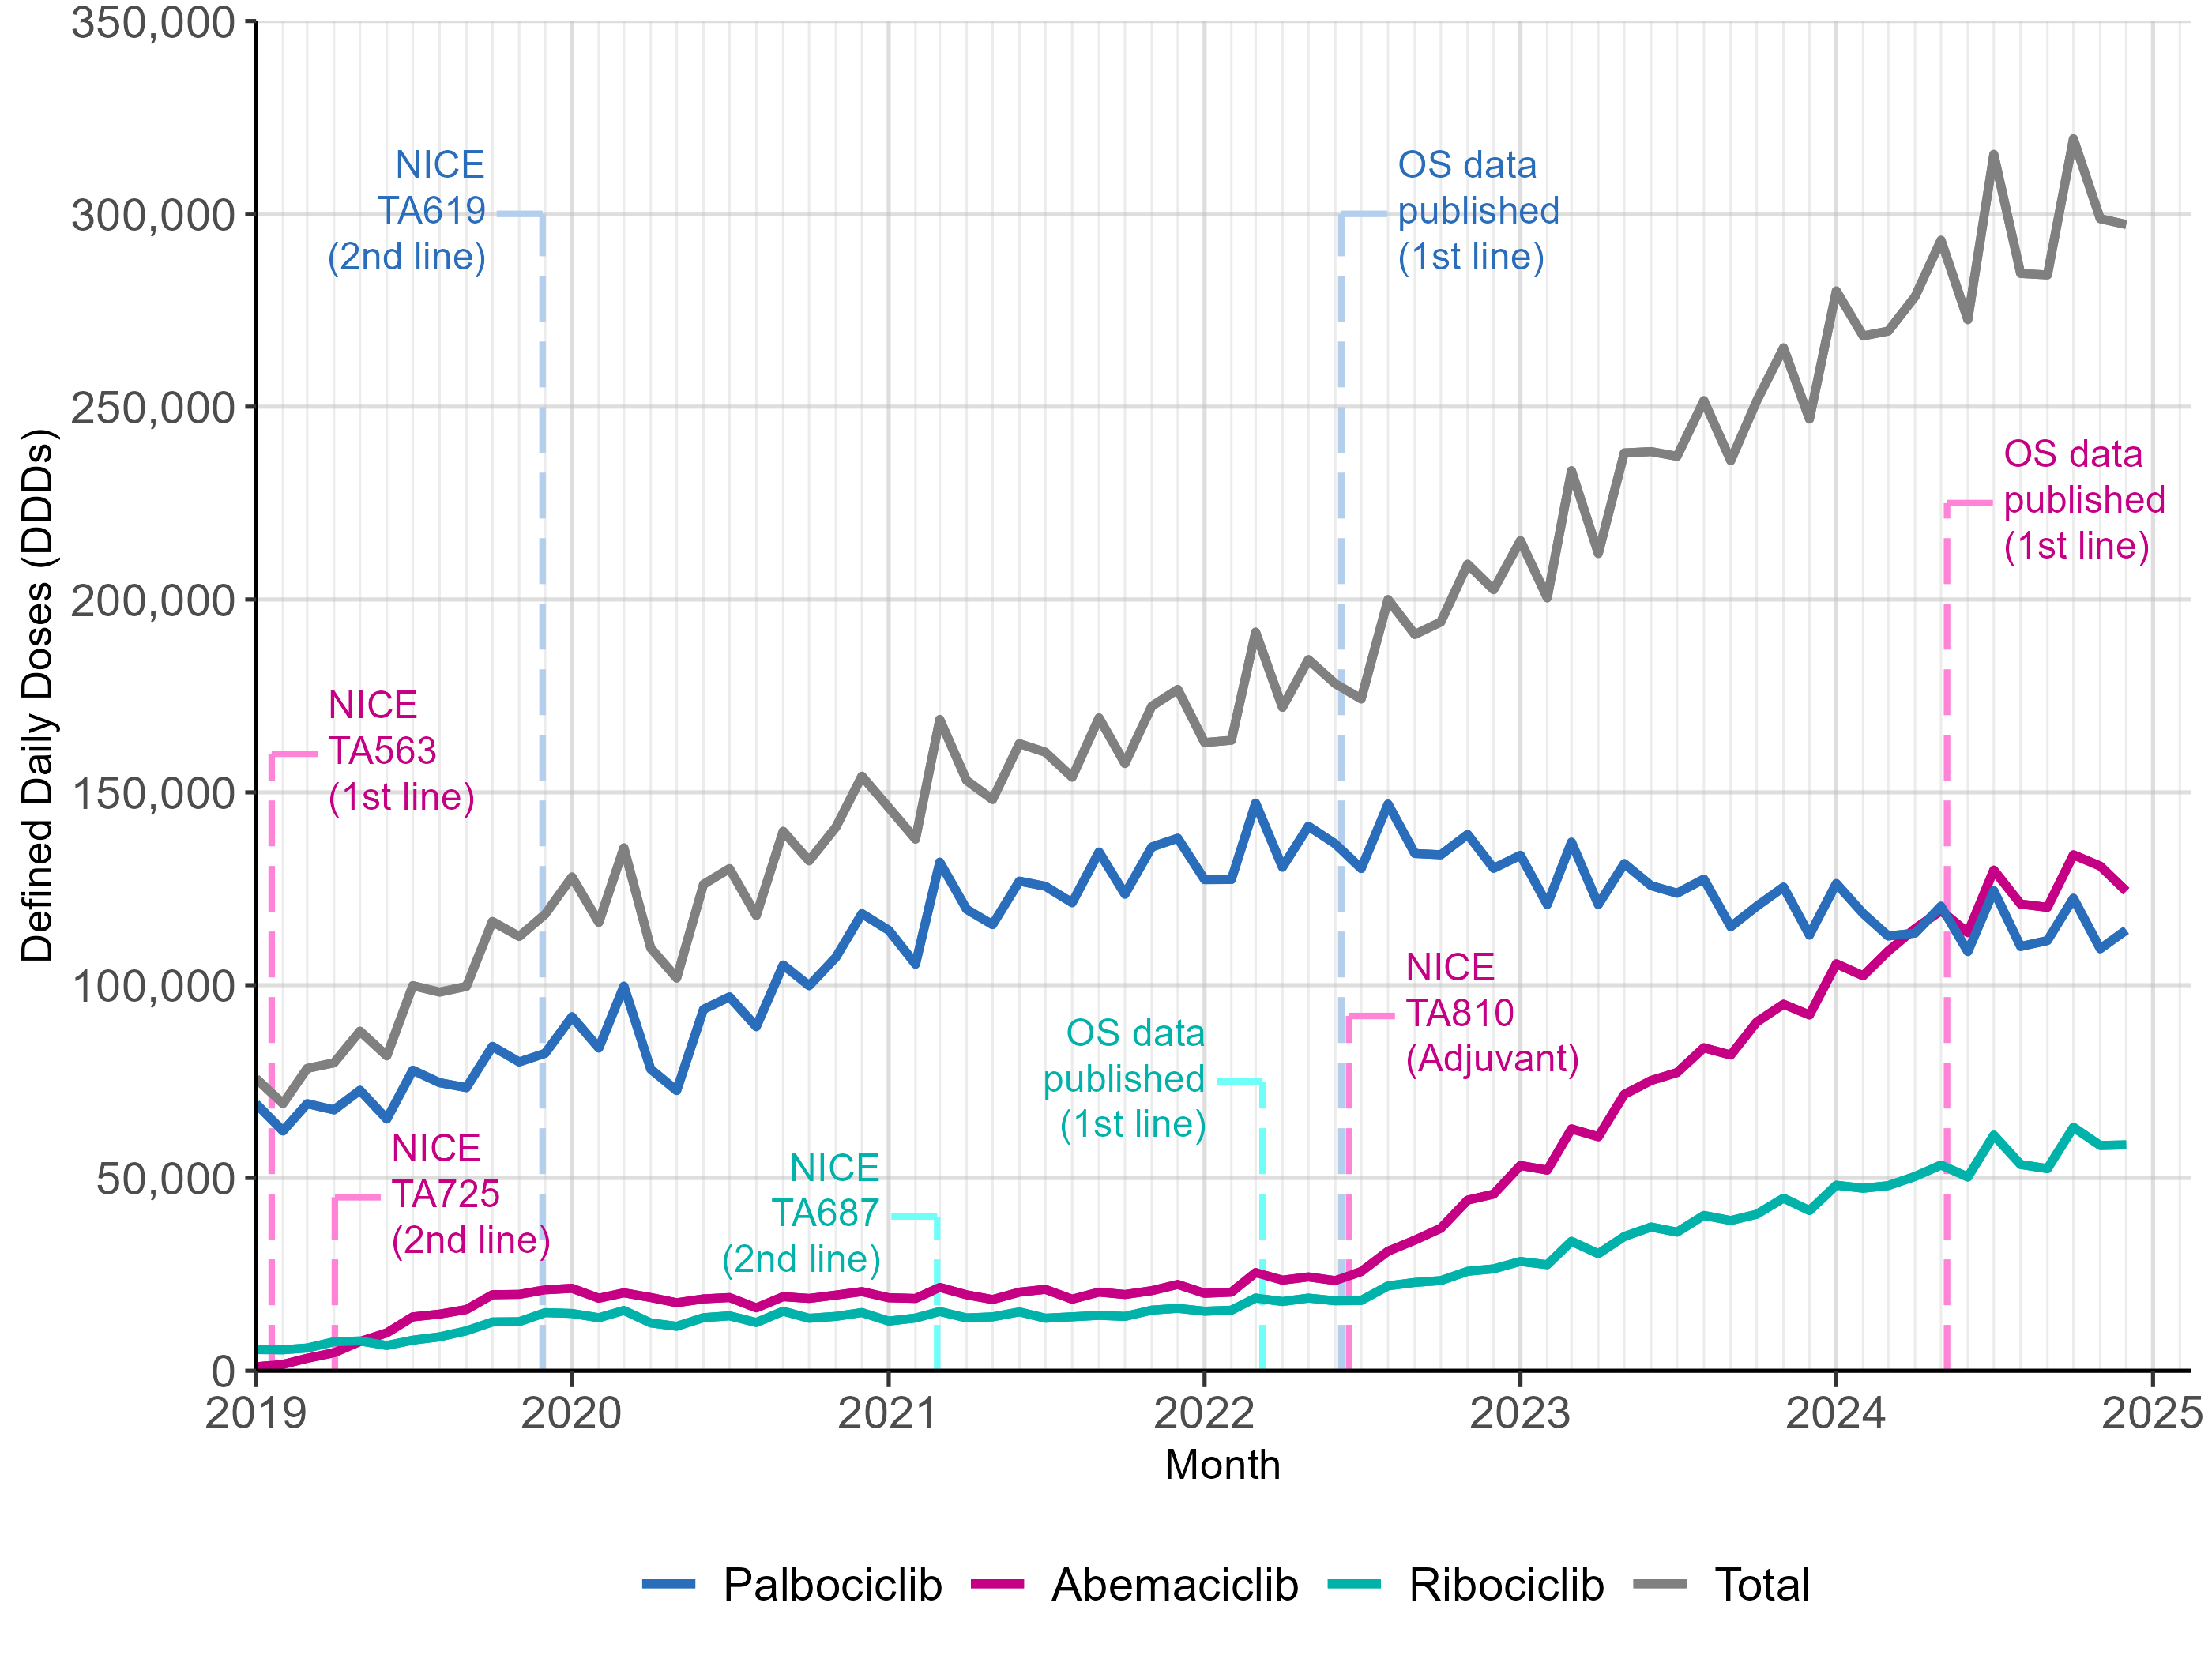 350,000
300,000
250,000
200,000
150,000
100,000
50,000
0
Defined Daily Doses (DDDs)
NICE
TA619
(2nd line)
OS data
published
(1st line)
OS data
published
(1st line)
NICE
TA563
(1st line)
NICE
TA810
(Adjuvant)
OS data
published
(1st line)
NICE
TA725
(2nd line)
NICE
TA687
(2nd line)
2019 2020 2021 2022 2023 2024 2025
Month
Palbociclib Abemaciclib Ribociclib Total